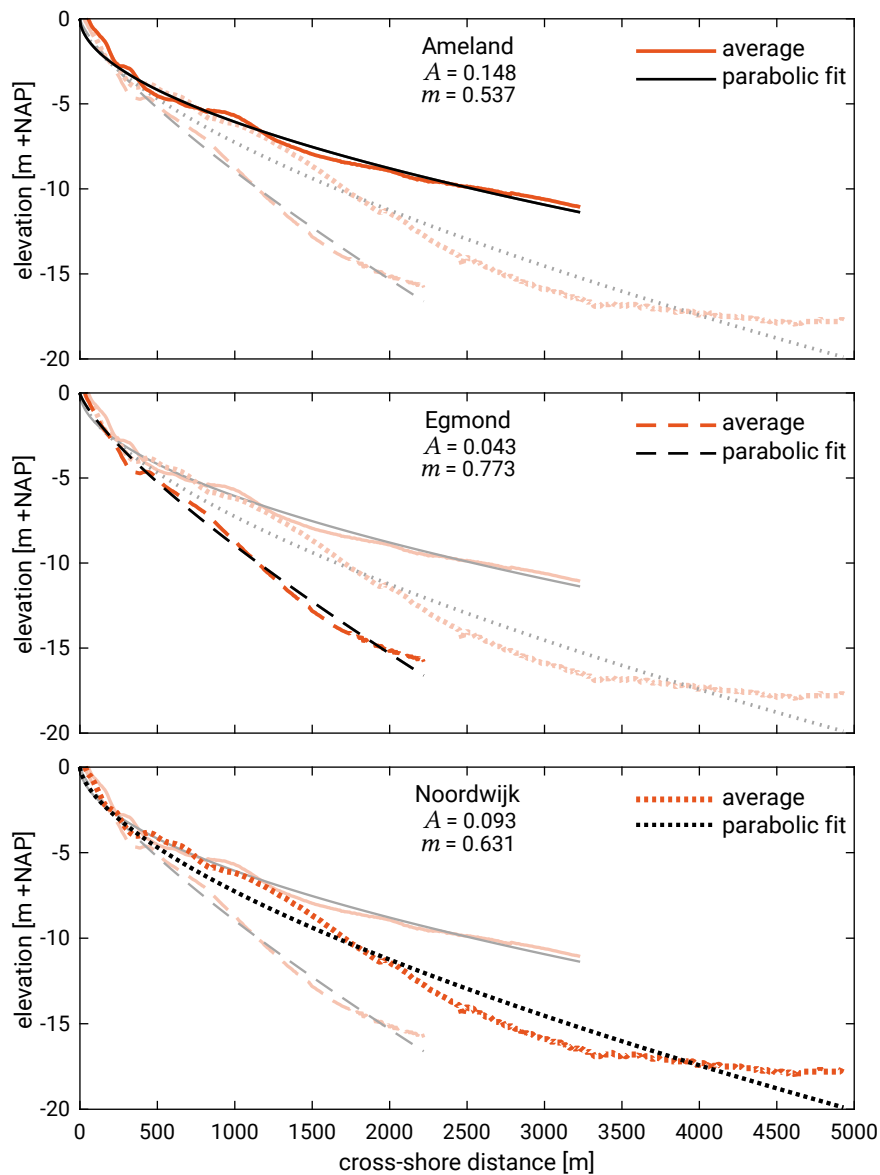 0
-5
-10
-15
-20
elevation [m +NAP]
Ameland
A = 0.148
m = 0.537
average
parabolic fit
0
-5
-10
-15
-20
elevation [m +NAP]
Egmond
A = 0.043
m = 0.773
average
parabolic fit
0
-5
-10
-15
-20
elevation [m +NAP]
Noordwijk
A = 0.093
m = 0.631
average
parabolic fit
0 500 1000 1500 2000 2500 3000 3500 4000 4500 5000
cross-shore distance [m]